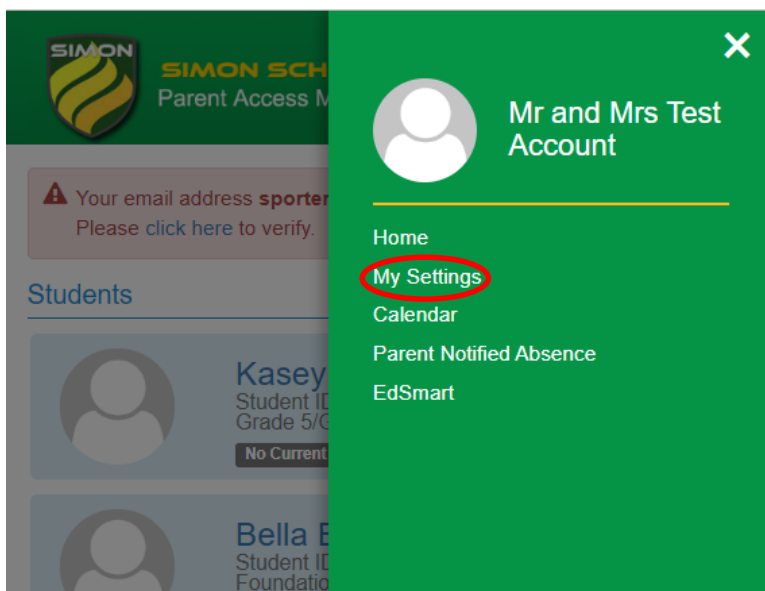 SIMON
SIMON SCH
Parent Access M
Your email address sporter
Please click here to verify.
Students
Kasey
Student ID
Grade 5/G
No Current
Bella E
Student ID
Foundatio
Mr and Mrs Test
Account
Home
My Settings
Calendar
Parent Notified Absence
EdSmart